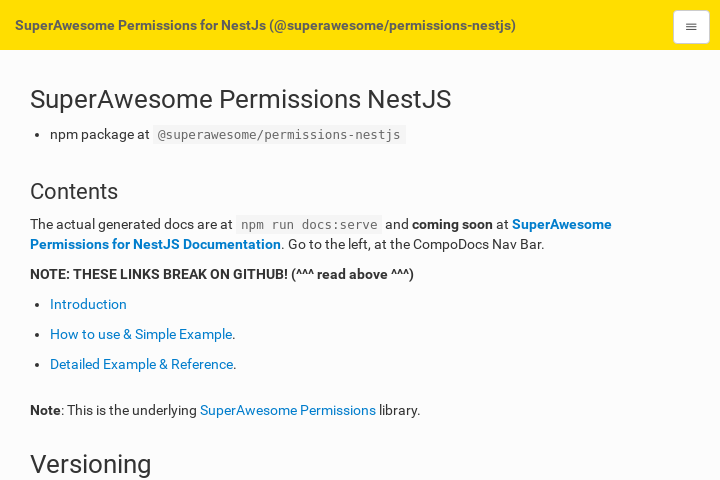 SuperAwesome Permissions for NestJs (@superawesome/permissions-nestjs)
SuperAwesome Permissions NestJS
npm package at @superawesome/permissions-nestjs
Contents
The actual generated docs are at npm run docs:serve and coming soon at SuperAwesome
Permissions for NestJS Documentation. Go to the left, at the CompoDocs Nav Bar.
NOTE: THESE LINKS BREAK ON GITHUB! (^^^ read above ^^^)
Introduction
How to use & Simple Example.
Detailed Example & Reference.
Note: This is the underlying SuperAwesome Permissions library.
Versioning